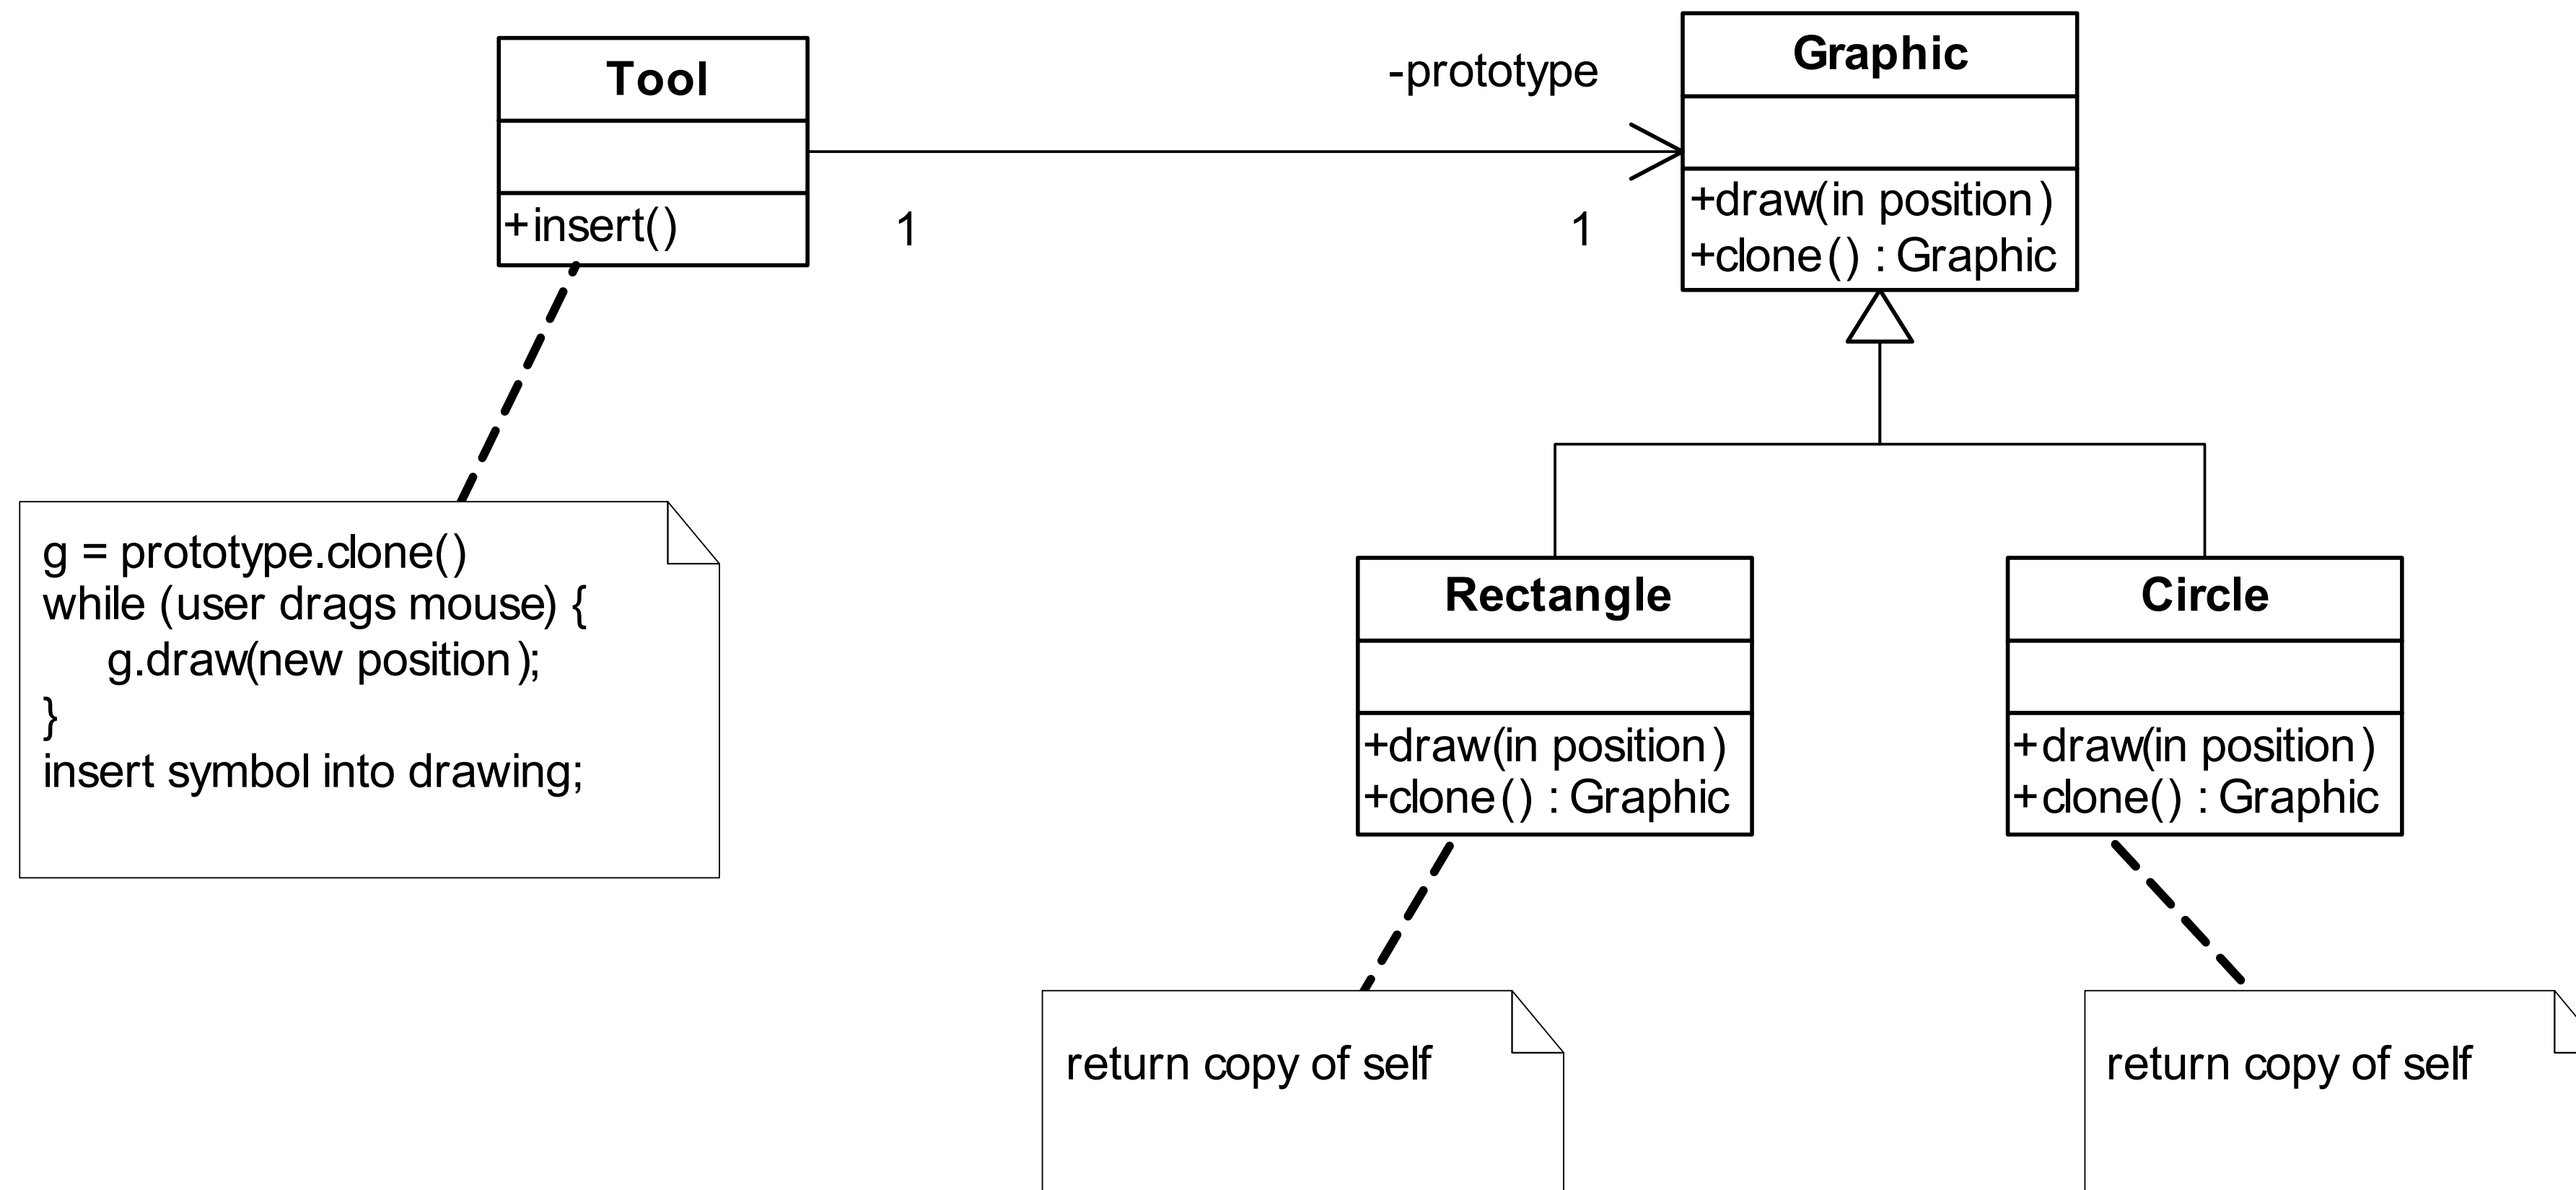 Tool
+insert()
1
-prototype
1
Graphic
+draw(in position)
+clone() : Graphic
g = prototype.clone()
while (user drags mouse) {
g.draw(new position);
}
insert symbol into drawing;
Rectangle
+draw(in position)
+clone() : Graphic
Circle
+draw(in position)
+clone() : Graphic
return copy of self
return copy of self